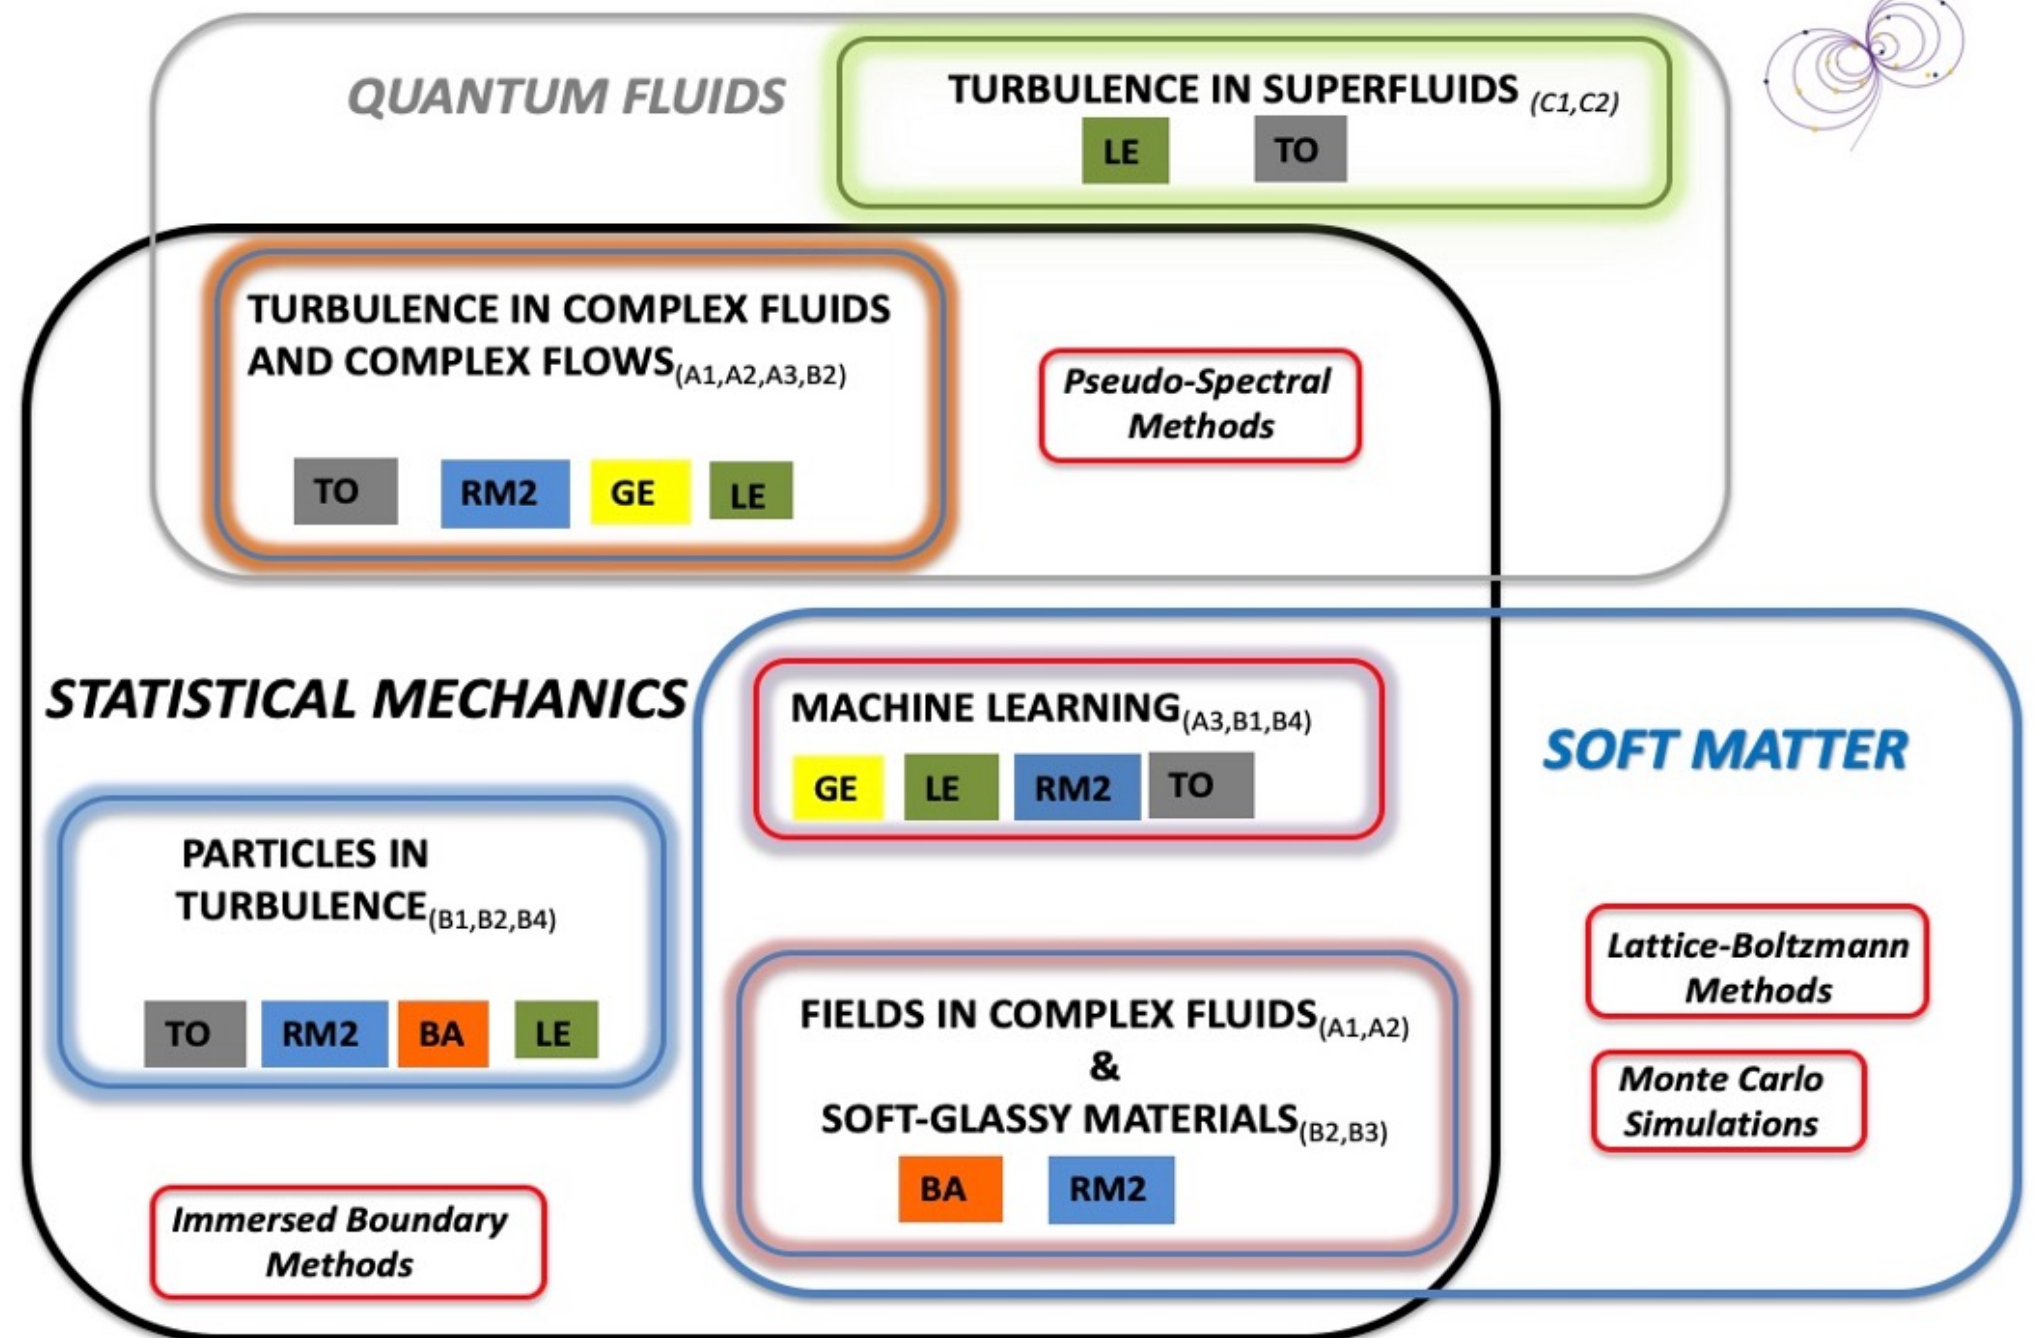 QUANTUM FLUIDS
TURBULENCE IN SUPERFLUIDS (C1,C2)
LE TO
TURBULENCE IN COMPLEX FLUIDS
AND COMPLEX FLOWS(A1,A2,A3,B2)
TO RM2 GE LE
Pseudo-Spectral
Methods
STATISTICAL MECHANICS
MACHINE LEARNING(A3,B1,B4)
GE LE RM2 TO
SOFT MATTER
PARTICLES IN
TURBULENCE(B1,B2,B4)
TO RM2 BA LE
FIELDS IN COMPLEX FLUIDS(A1,A2)
&
SOFT-GLASSY MATERIALS(B2,B3)
BA RM2
Lattice-Boltzmann
Methods
Monte Carlo
Simulations
Immersed Boundary
Methods